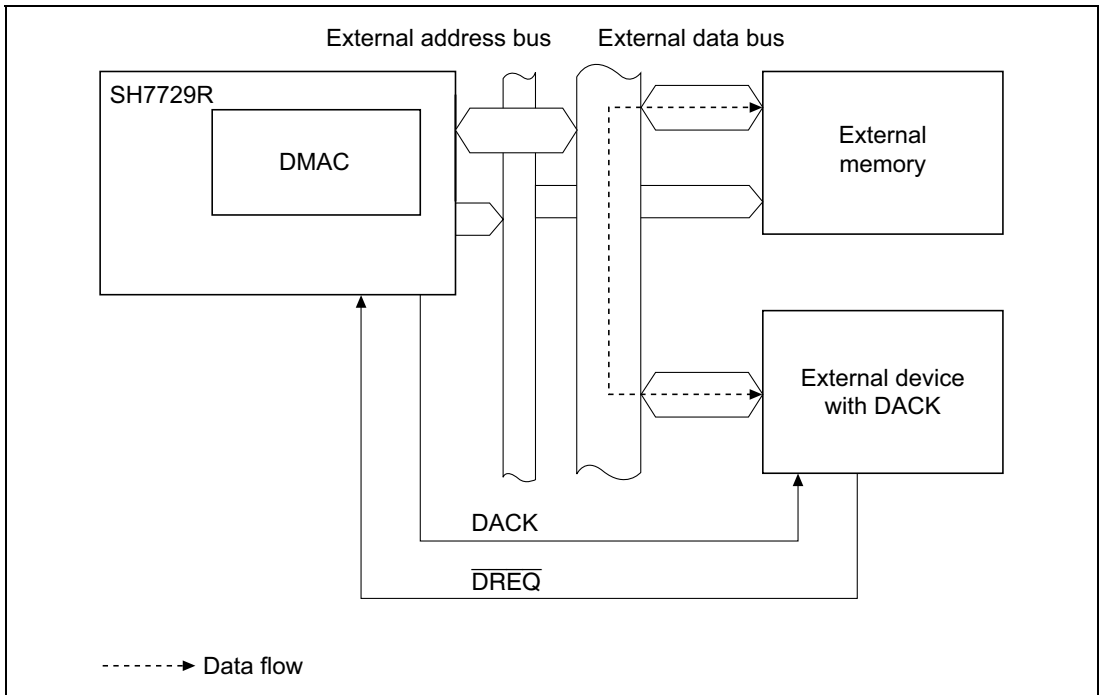 External address bus
External data bus
SH7729R
DMAC
External
memory
External device
with DACK
DACK
DREQ
Data flow